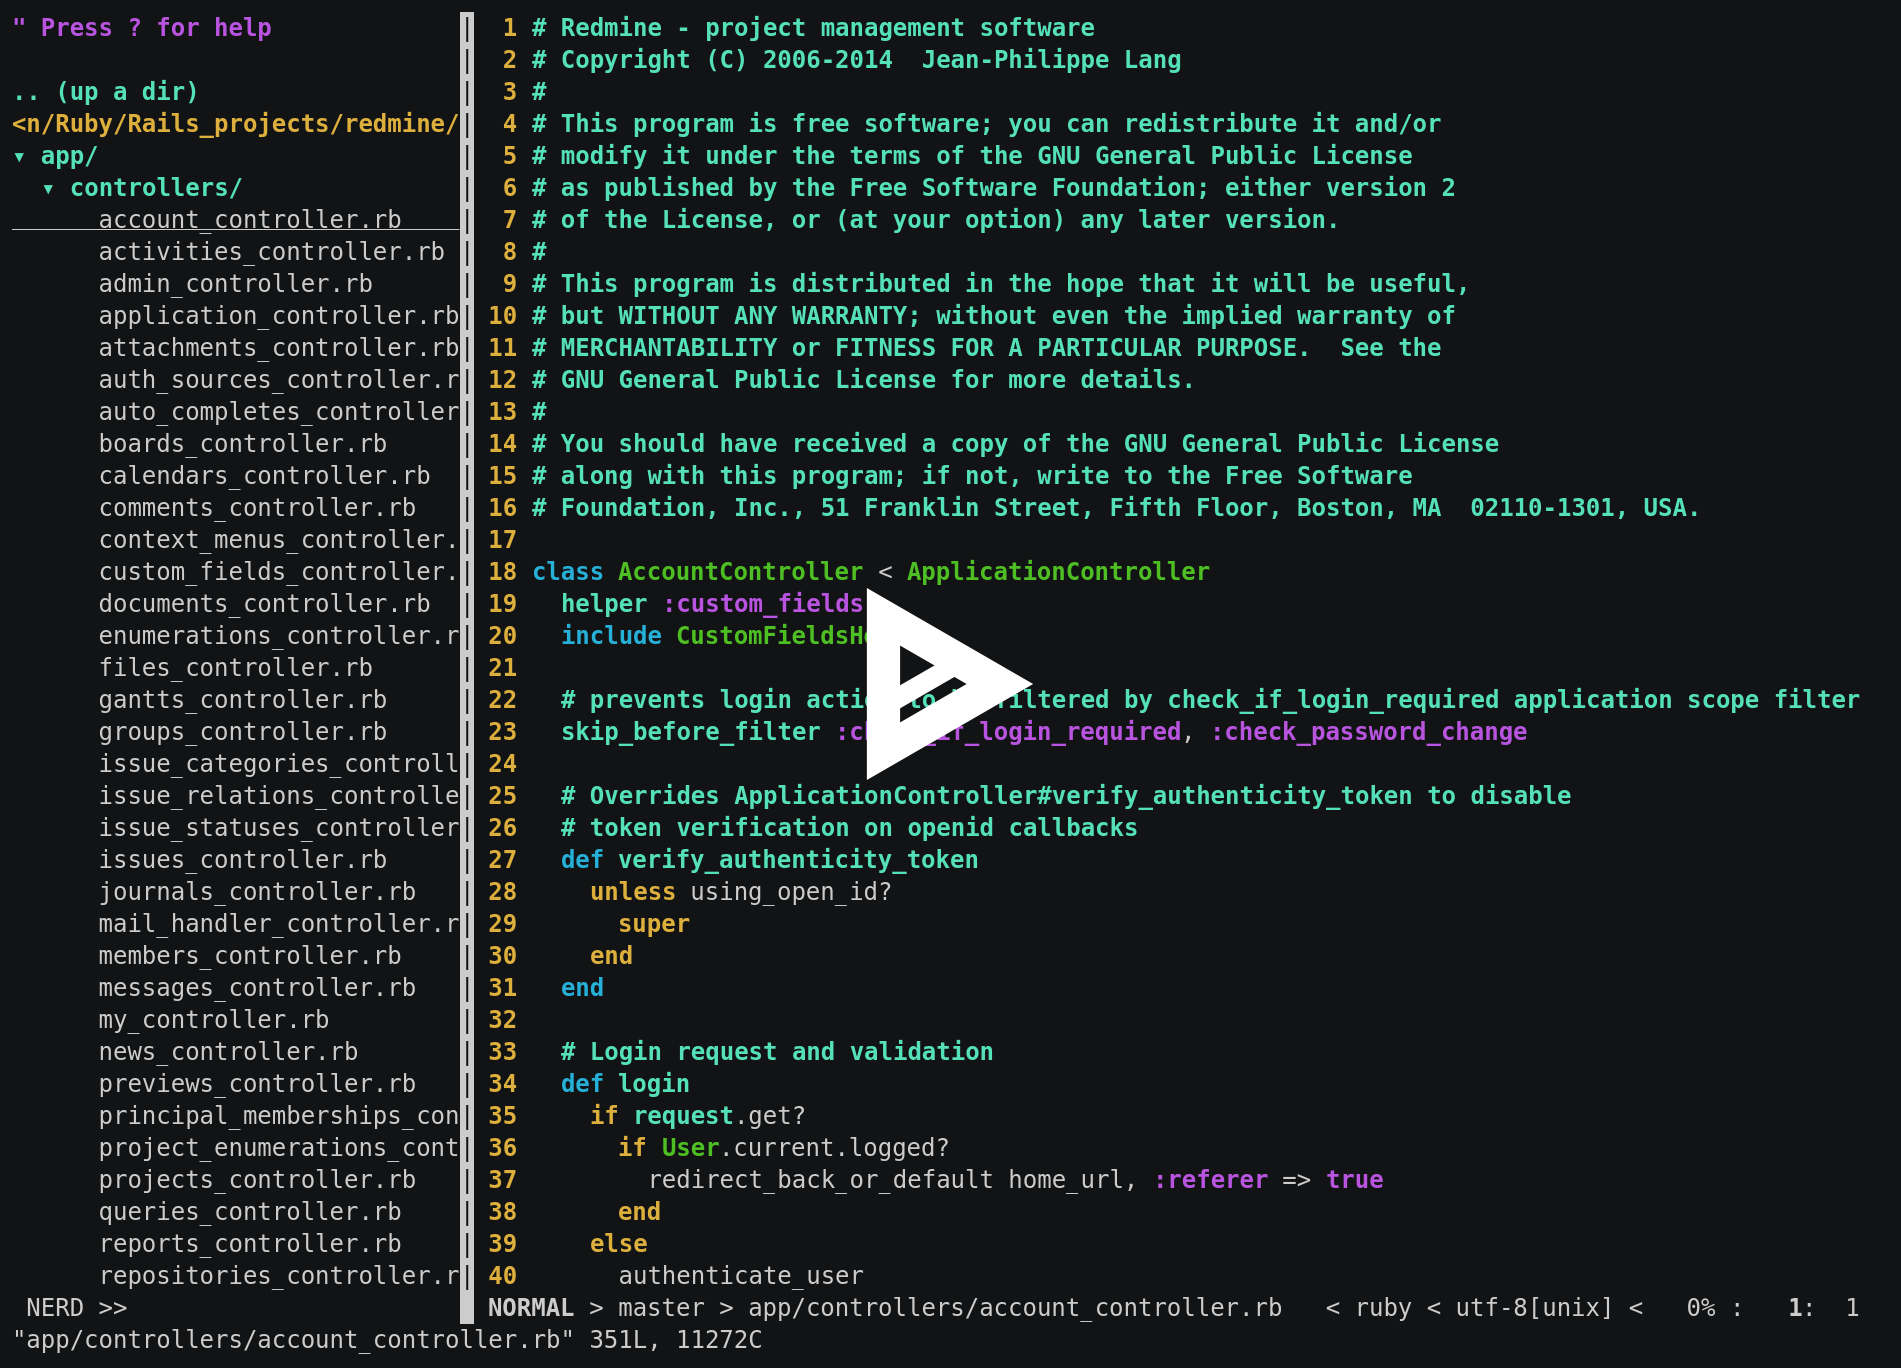 " Press ? for help
.. (up a dir)
<n/Ruby/Rails_projects/redmine/
▾ app/
▾ controllers/
account_controller.rb
activities_controller.rb
admin_controller.rb
application_controller.rb
attachments_controller.rb
auth_sources_controller.r
auto_completes_controller
boards_controller.rb
calendars_controller.rb
comments_controller.rb
context_menus_controller.
custom_fields_controller.
documents_controller.rb
enumerations_controller.r
files_controller.rb
gantts_controller.rb
groups_controller.rb
issue_categories_controll
issue_relations_controlle
issue_statuses_controller
issues_controller.rb
journals_controller.rb
mail_handler_controller.r
members_controller.rb
messages_controller.rb
my_controller.rb
news_controller.rb
previews_controller.rb
principal_memberships_con
project_enumerations_cont
projects_controller.rb
queries_controller.rb
reports_controller.rb
repositories_controller.r
NERD >>
1 # Redmine - project management software
2 # Copyright (C) 2006-2014  Jean-Philippe Lang
3 #
4 # This program is free software; you can redistribute it and/or
5 # modify it under the terms of the GNU General Public License
6 # as published by the Free Software Foundation; either version 2
7 # of the License, or (at your option) any later version.
8 #
9 # This program is distributed in the hope that it will be useful,
10 # but WITHOUT ANY WARRANTY; without even the implied warranty of
11 # MERCHANTABILITY or FITNESS FOR A PARTICULAR PURPOSE.  See the
12 # GNU General Public License for more details.
13 #
14 # You should have received a copy of the GNU General Public License
15 # along with this program; if not, write to the Free Software
16 # Foundation, Inc., 51 Franklin Street, Fifth Floor, Boston, MA  02110-1301, USA.
17
18 class AccountController < ApplicationController
19   helper :custom_fields
20   include
21
22   # prevents login filtered by check_if_login_required application scope filter
23   skip_before_filter if_login_required, :check_password_change
24
25   # Overrides ApplicationController#verify_authenticity_token to disable
26   # token verification on openid callbacks
27   def verify_authenticity_token
28     unless using_open_id?
29       super
30     end
31   end
32
33   # Login request and validation
34   def login
35     if request.get?
36       if User.current.logged?
37         redirect_back_or_default home_url, :referer => true
38       end
39     else
40       authenticate_user
NORMAL > master > app/controllers/account_controller.rb   < ruby < utf-8[unix] <   0% :   1:  1
"app/controllers/account_controller.rb" 351L, 11272C